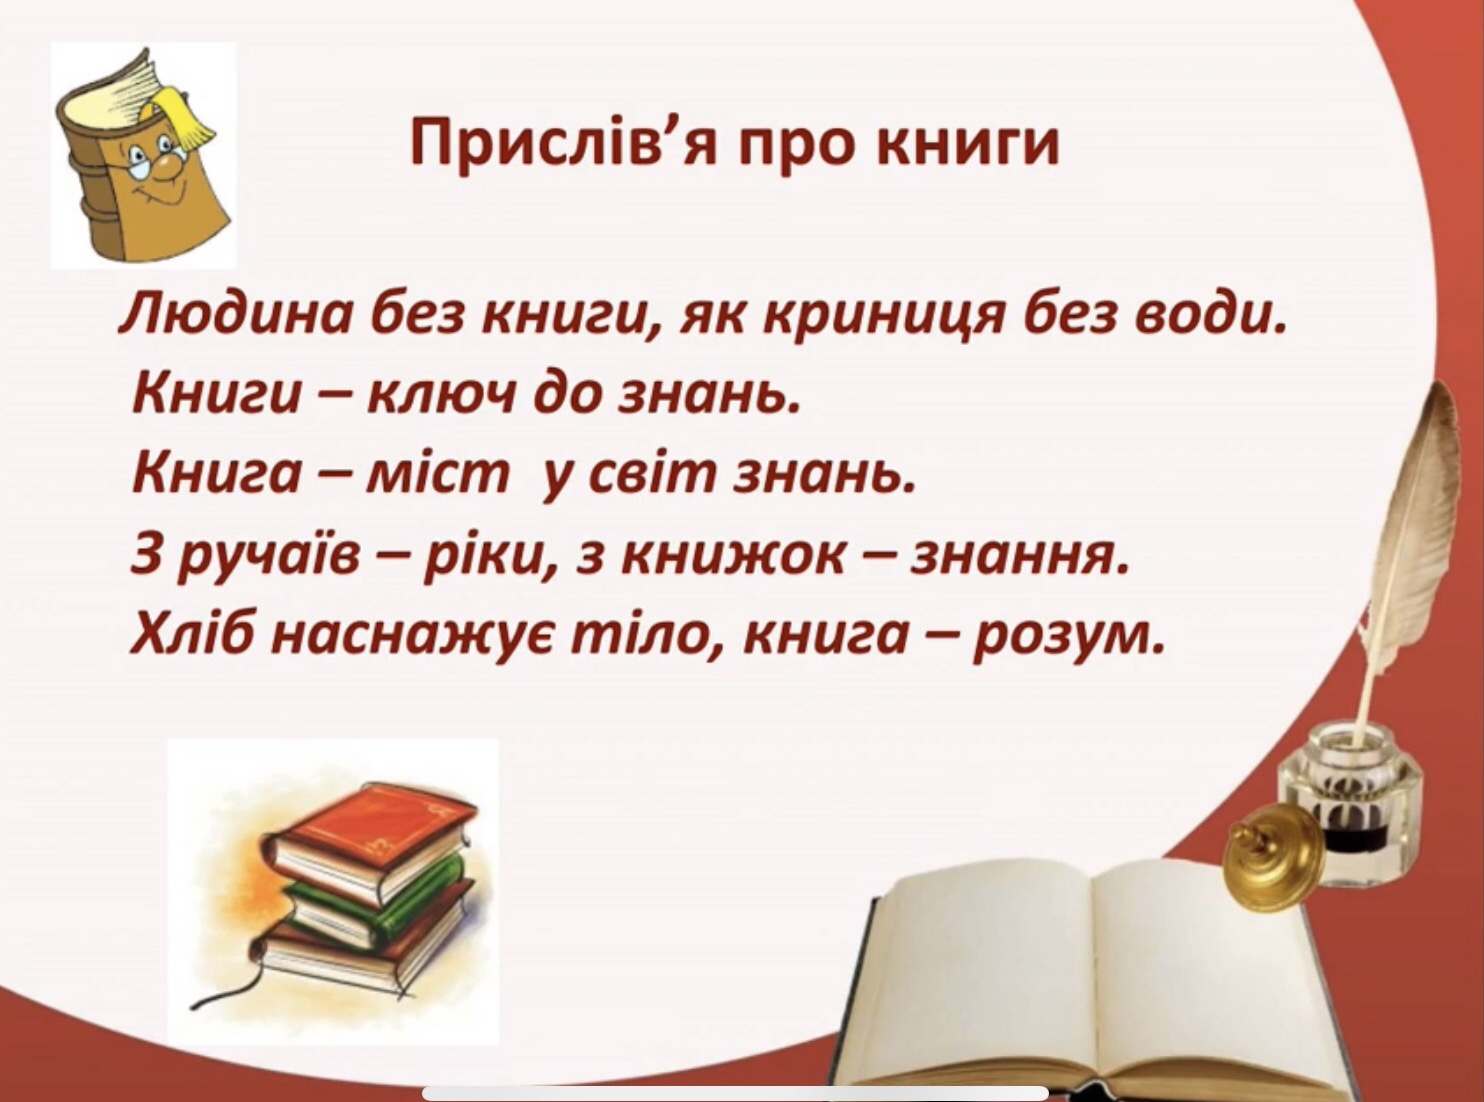 Прислів’я про книги
Людина без книги, як криниця без води.
Книги – ключ до знань.
Книга – міст у світ знань.
З ручаїв – ріки, з книжок – знання.
Хліб наснажує тіло, книга – розум.